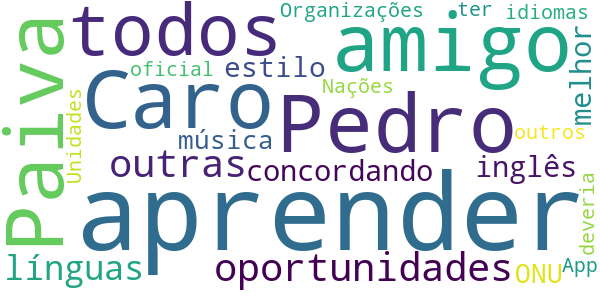 Organizações ter idiomas
todos
amigo
Paiva
oficial estilo
Caro
Nações
melhor
Pedro
Unidades
música
outros
outras
concordando
inglês
aprender
deveria
línguas
oportunidades
ONU
App